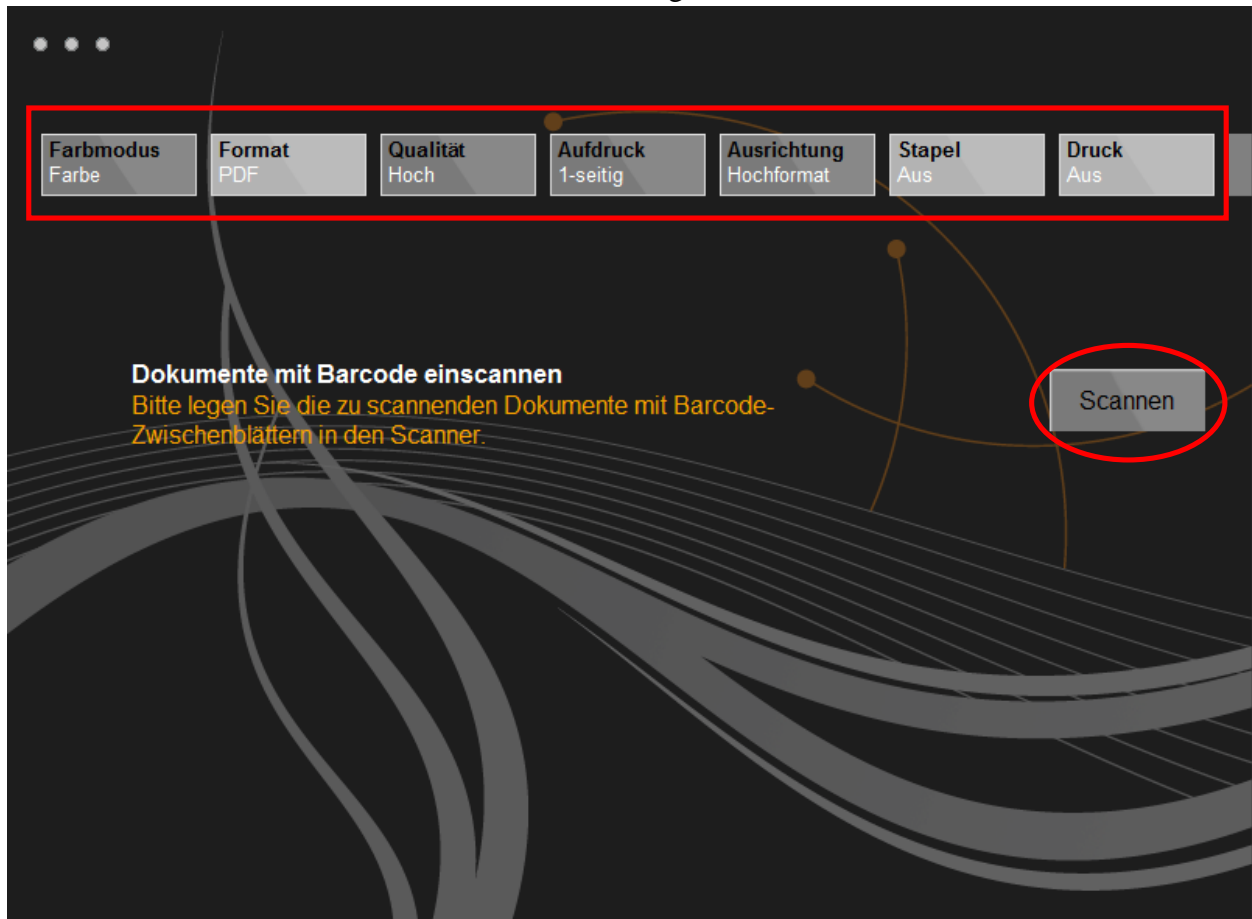 Farbmodus
Farbe
Format
PDF
Qualität
Hoch
Aufdruck
1-seitig
Ausrichtung
Hochformat
Stapel
Aus
Druck
Aus
Dokumente mit Barcode einscannen
Bitte legen Sie die zu scannenden Dokumente mit Barcode-
Zwischenblättern in den Scanner.
Scannen